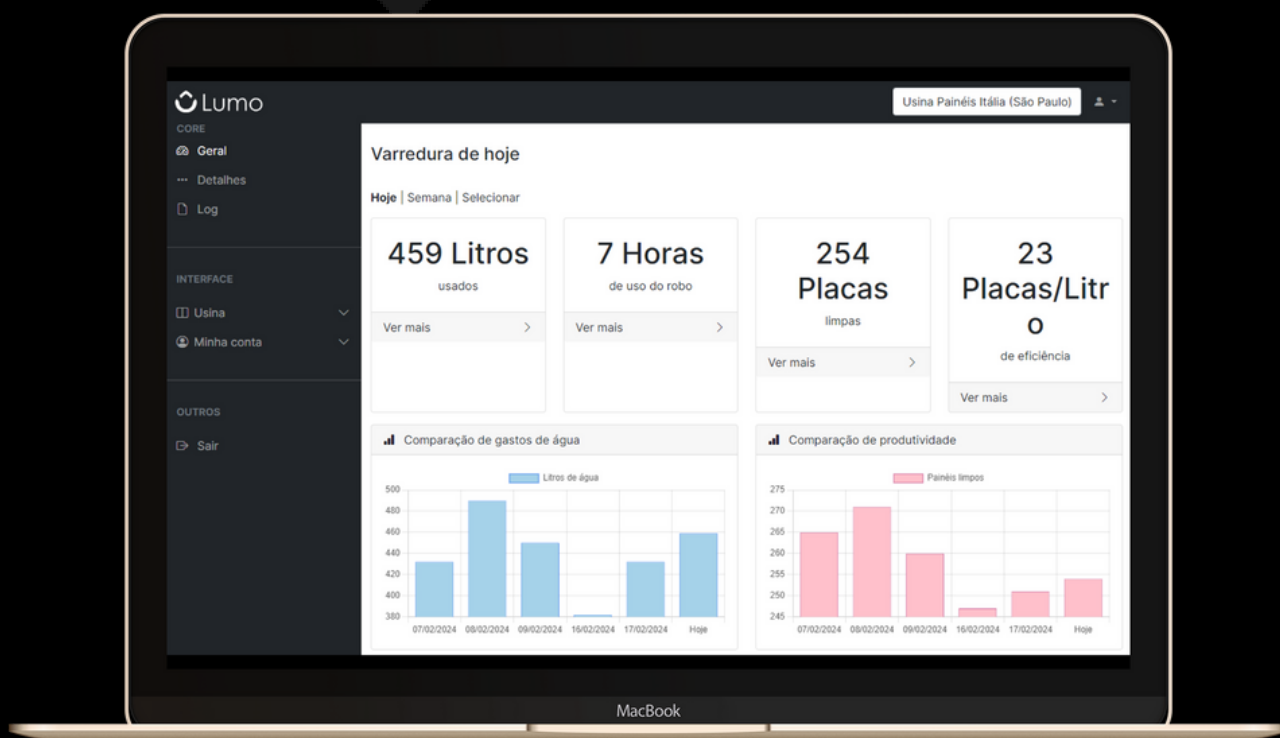 Lumo
Usina Painéis Itália (São Paulo)
CORE
Geral
Detalhes
Log
INTERFACE
Usina
Minha conta
OUTROS
Sair
Varredura de hoje
Hoje | Semana | Selecionar
459 Litros
usados
Ver mais
7 Horas
de uso do robo
Ver mais
254
Placas
limpas
Ver mais
23
Placas/Litr
o
de eficiência
Ver mais
Comparação de gastos de água
Litros de água
500
480
460
440
420
400
380
07/02/2024 08/02/2024 09/02/2024 16/02/2024 17/02/2024 Hoje
Comparação de produtividade
Painéis limpos
275
270
265
260
255
250
245
07/02/2024 08/02/2024 09/02/2024 16/02/2024 17/02/2024 Hoje
MacBook